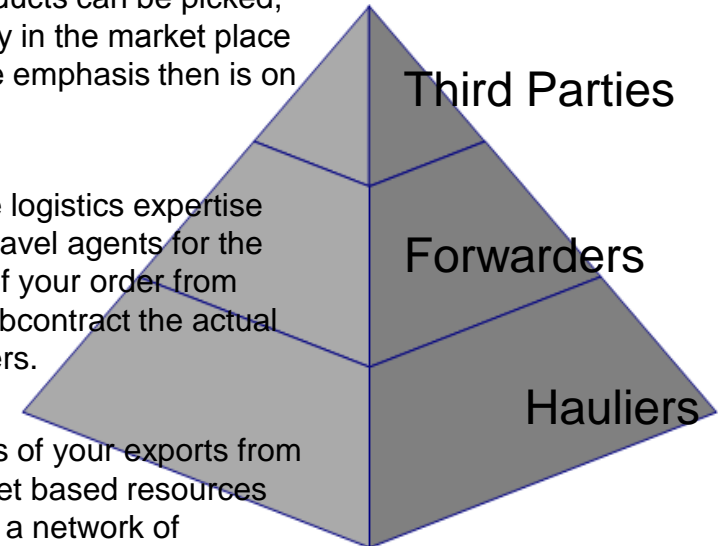 ducts can be picked,
y in the market place
e emphasis then is on
Third Parties
e logistics expertise
avel agents for the
f your order from
bcontract the actual
ers.
Forwarders
Hauliers
s of your exports from
et based resources
a network of